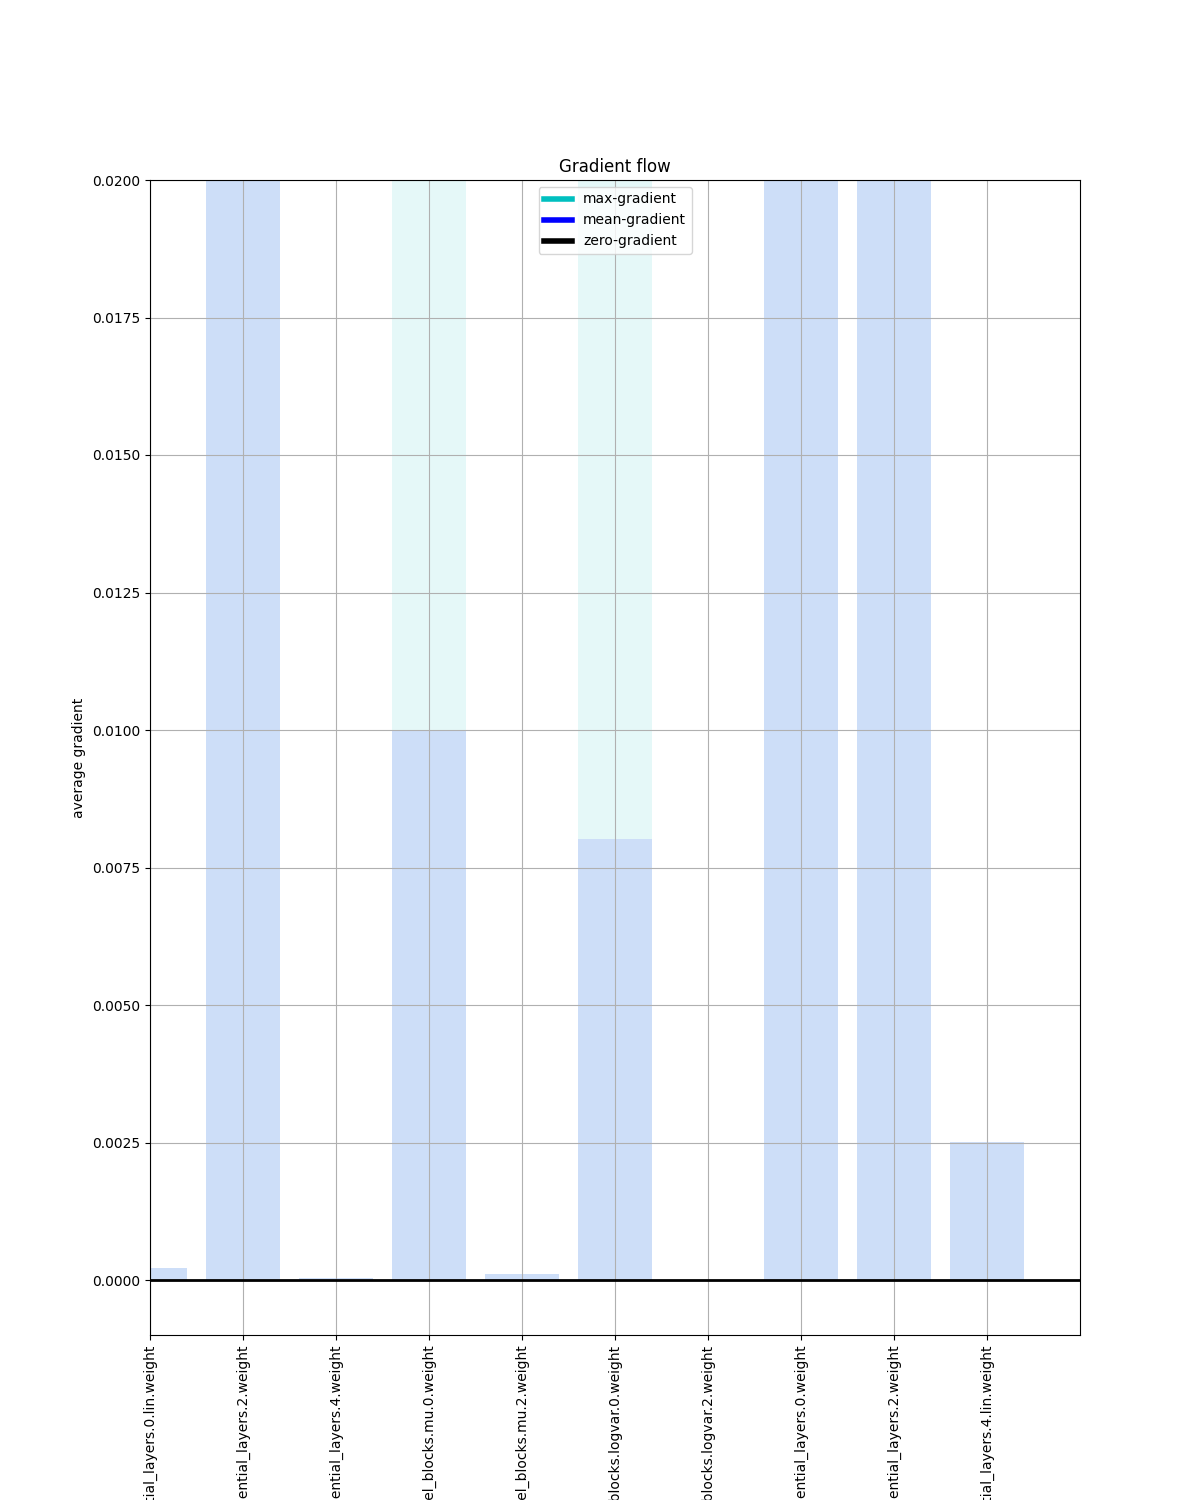 Gradient flow
max-gradient
mean-gradient
zero-gradient
0.0200
0.0175
0.0150
0.0125
0.0100
0.0075
0.0050
0.0025
0.0000
average gradient
tial_layers.0.lin.weight
ential_layers.2.weight
ential_layers.4.weight
el_blocks.mu.0.weight
el_blocks.mu.2.weight
blocks.logvar.0.weight
blocks.logvar.2.weight
ential_layers.0.weight
ential_layers.2.weight
tial_layers.4.lin.weight